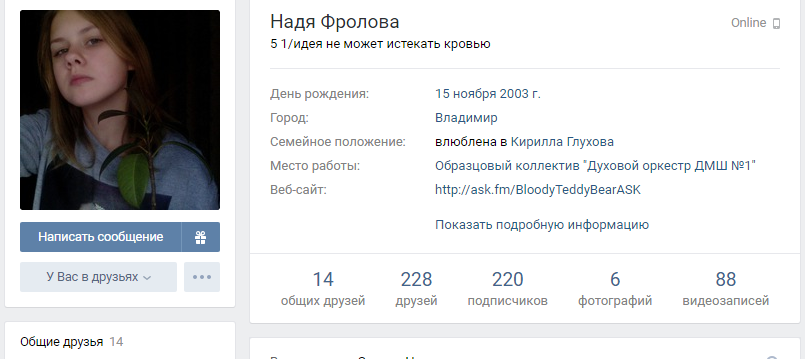 Надя Фролова
Online
5 1/идея не может истекать кровью
День рождения: 15 ноября 2003 г.
Город: Владимир
Семейное положение: влюблена в Кирилла Глухова
Место работы: Образцовый коллектив "Духовой оркестр ДМШ №1"
Веб-сайт: http://ask.fm/BloodyTeddyBearASK
Показать подробную информацию
Написать сообщение
У Вас в друзьях
14 общих друзей
228 друзей
220 подписчиков
6 фотографий
88 видеозаписей
Общие друзья 14